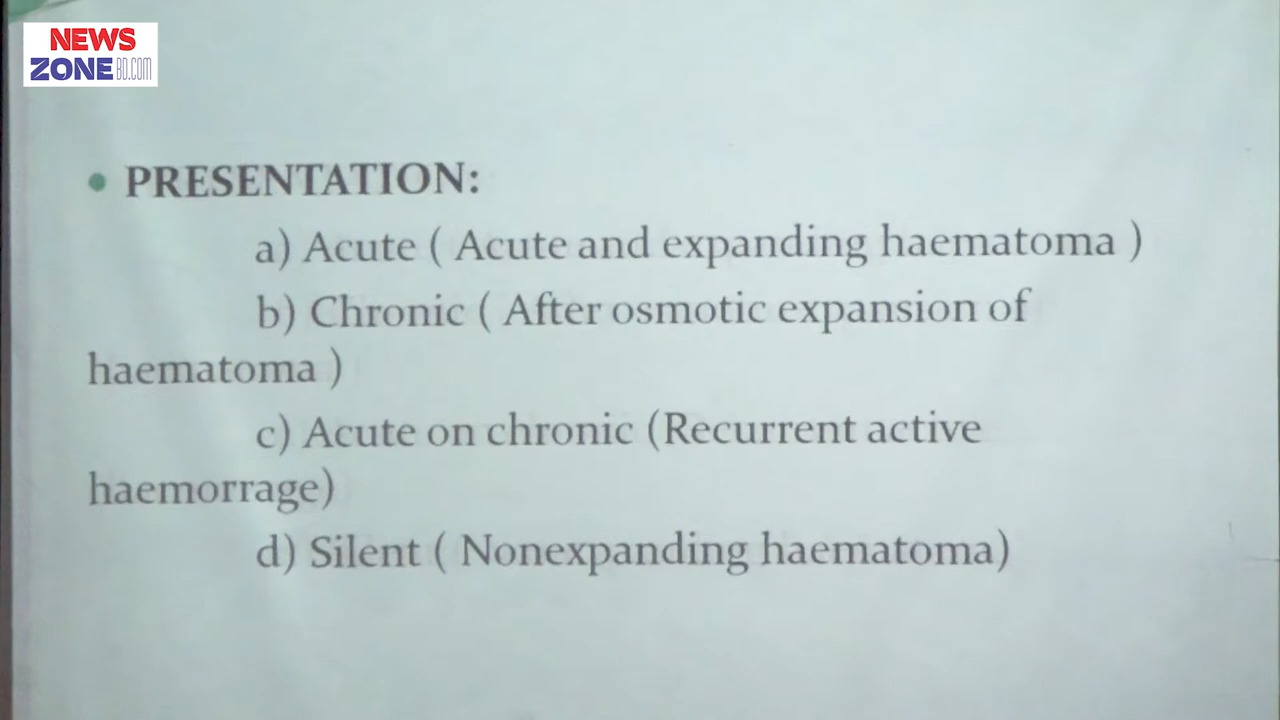 NEWS
ZONEBD.COM
• PRESENTATION:
a) Acute ( Acute and expanding haematoma )
b) Chronic ( After osmotic expansion of
haematoma )
c) Acute on chronic (Recurrent active
haemorrage)
d) Silent ( Nonexpanding haematoma)